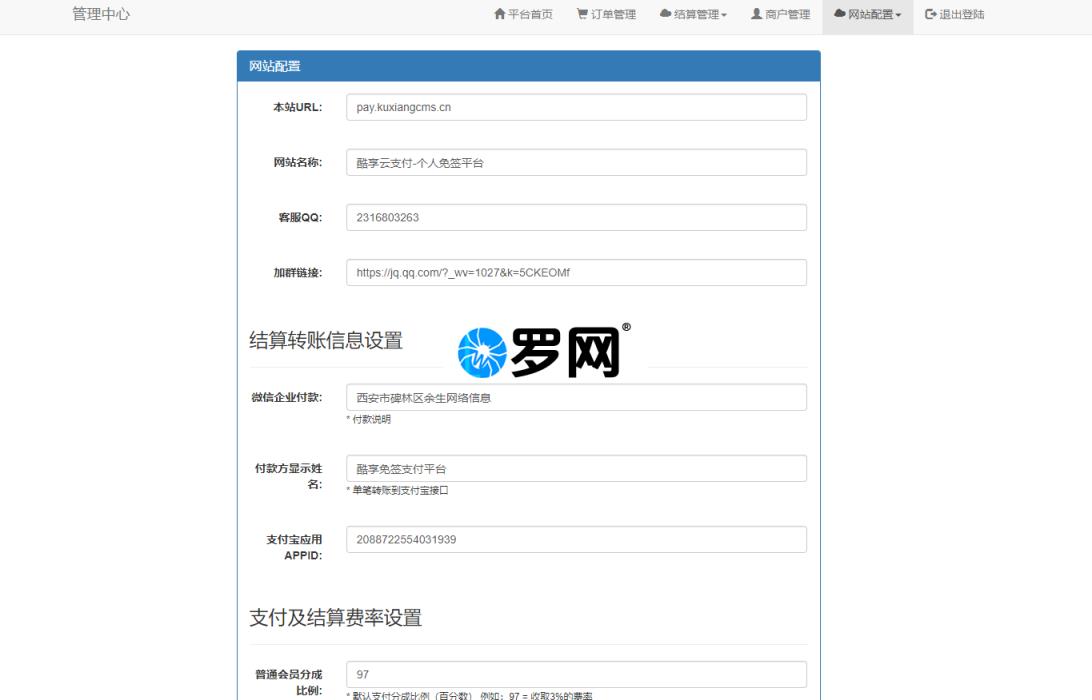 管理中心
平台首页 订单管理 结算管理 商户管理 网站配置 退出登陆
网站配置
本站URL: pay.kuxiangcms.cn
网站名称: 酷享云支付-个人免签平台
客服QQ: 2316803263
加群链接: https://jq.qq.com/?_wv=1027&k=5CKEOMf
结算转账信息设置
罗网®
微信企业付款: 西安市碑林区余生网络信息
* 付款说明
付款方显示姓
名:
酷享免签支付平台
* 单笔转账到支付宝接口
支付宝应用
APPID:
2088722554031939
支付及结算费率设置
普通会员分成
比例:
97
* 默认支付分成比例（百分数） 例如：97 = 收取3%的费率